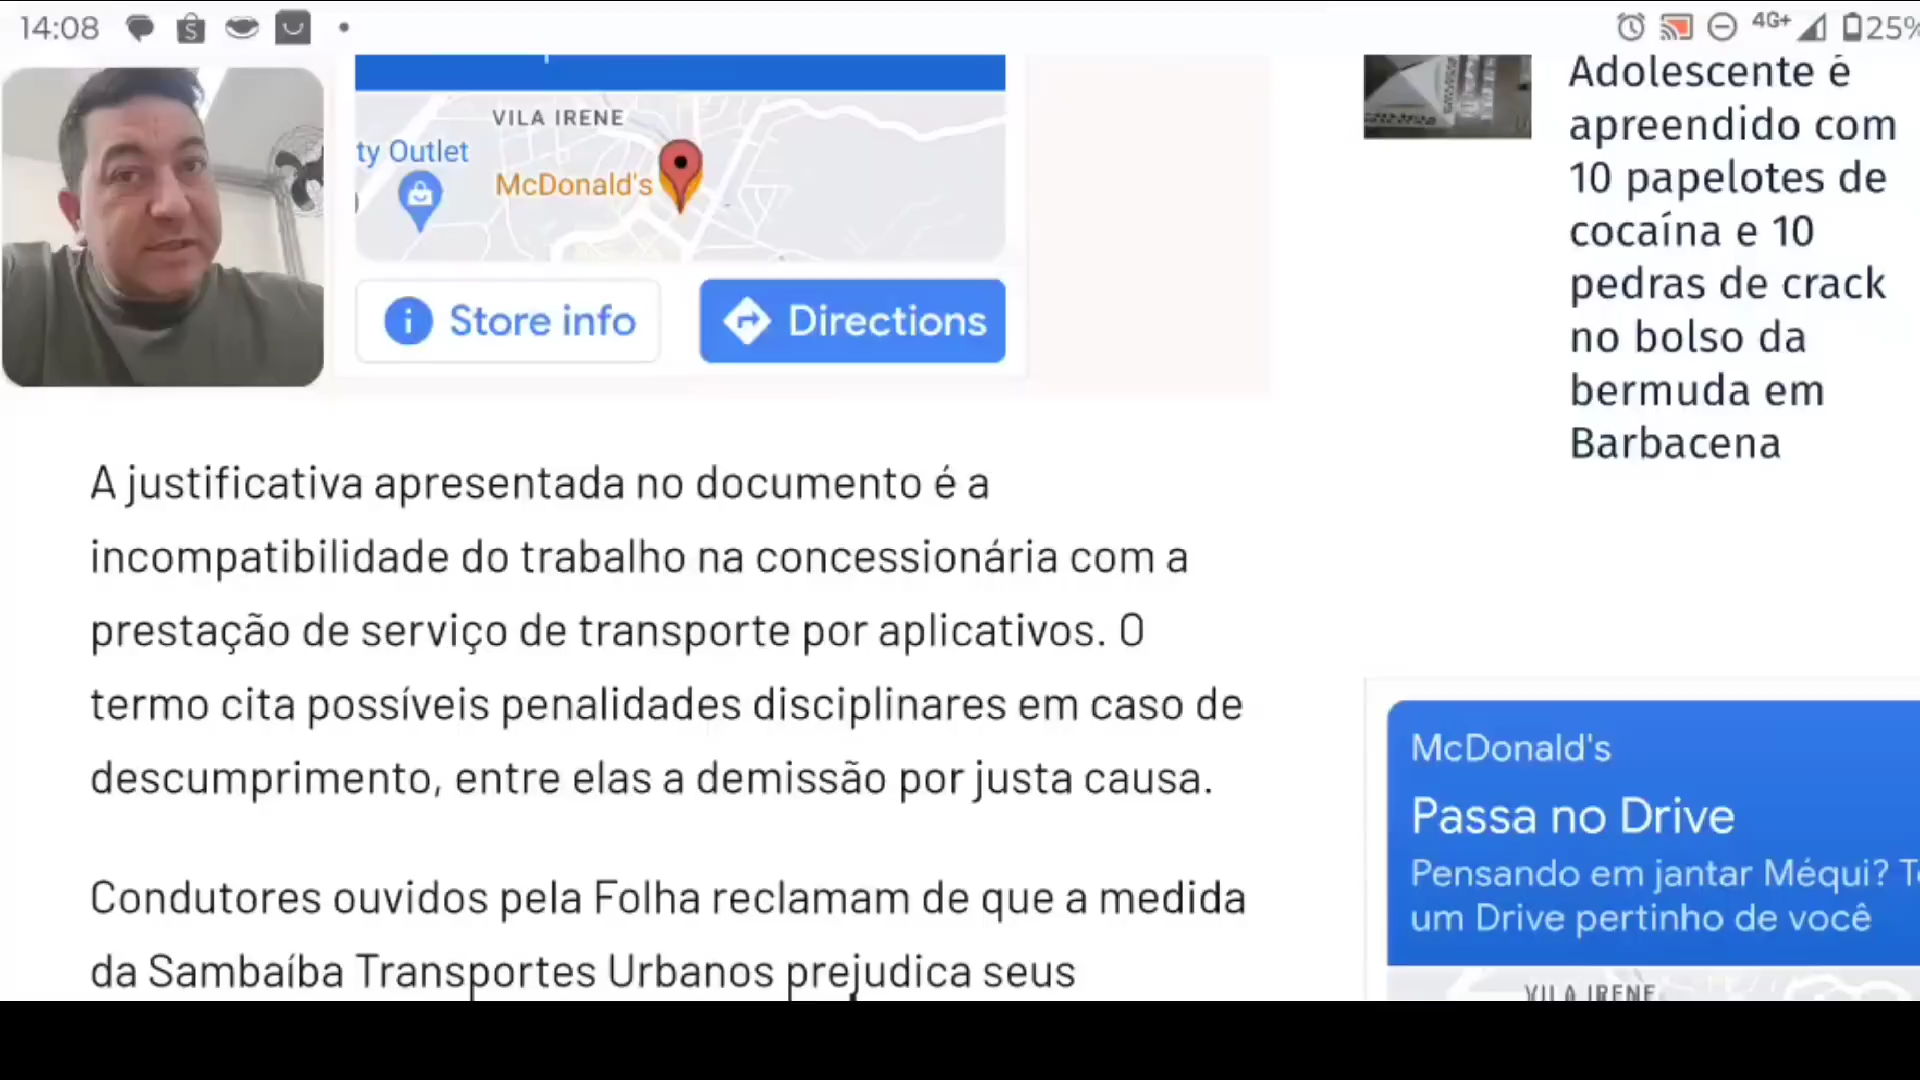 14:08
4G+
25%
VILA IRENE
ty Outlet
McDonald's
Store info
Directions
Adolescente é
apreendido com
10 papelotes de
cocaína e 10
pedras de crack
no bolso da
bermuda em
Barbacena
A justificativa apresentada no documento é a
incompatibilidade do trabalho na concessionária com a
prestação de serviço de transporte por aplicativos. O
termo cita possíveis penalidades disciplinares em caso de
descumprimento, entre elas a demissão por justa causa.
Condutores ouvidos pela Folha reclamam de que a medida
da Sambaíba Transportes Urbanos prejudica seus
McDonald's
Passa no Drive
Pensando em jantar Méqui? T
um Drive pertinho de você
VILA IRENE